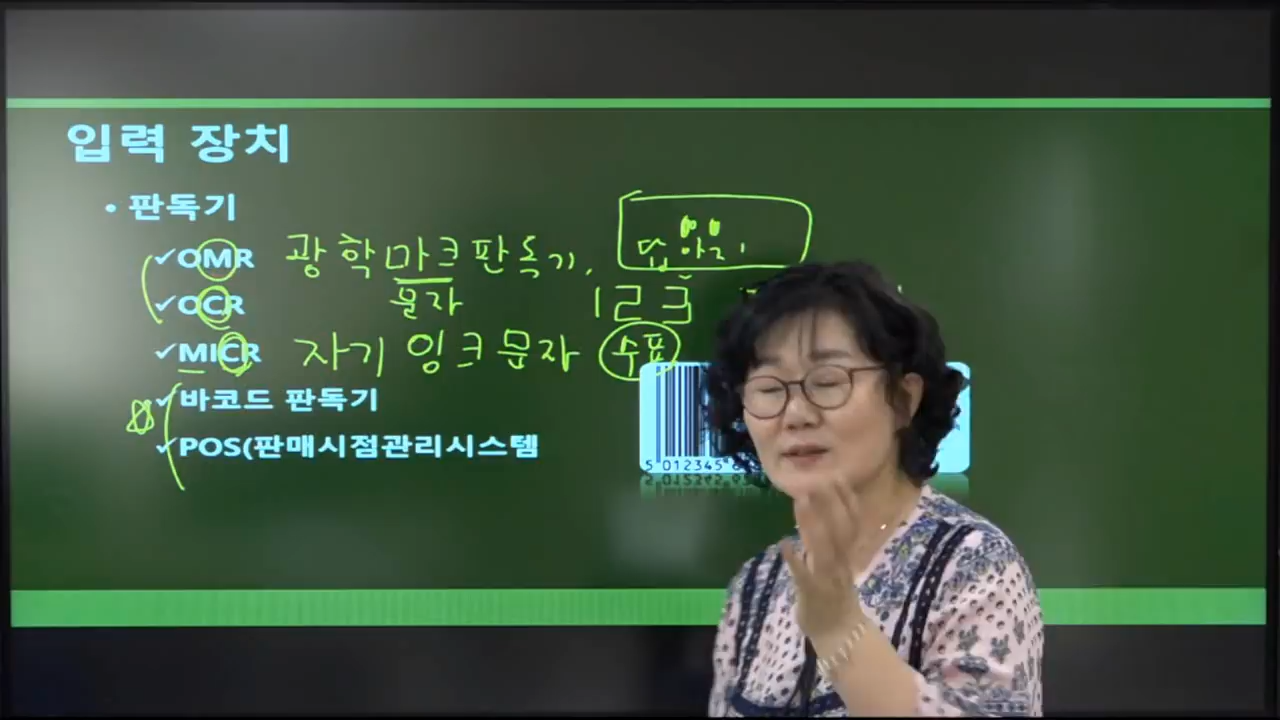 입력 장치
• 판독기
✓OMR 광학마크판독기.
✓OCR 문자 123
✓MICR 자기 잉크문자 수표
✓바코드 판독기
✓POS(판매시점관리시스템
5 012345